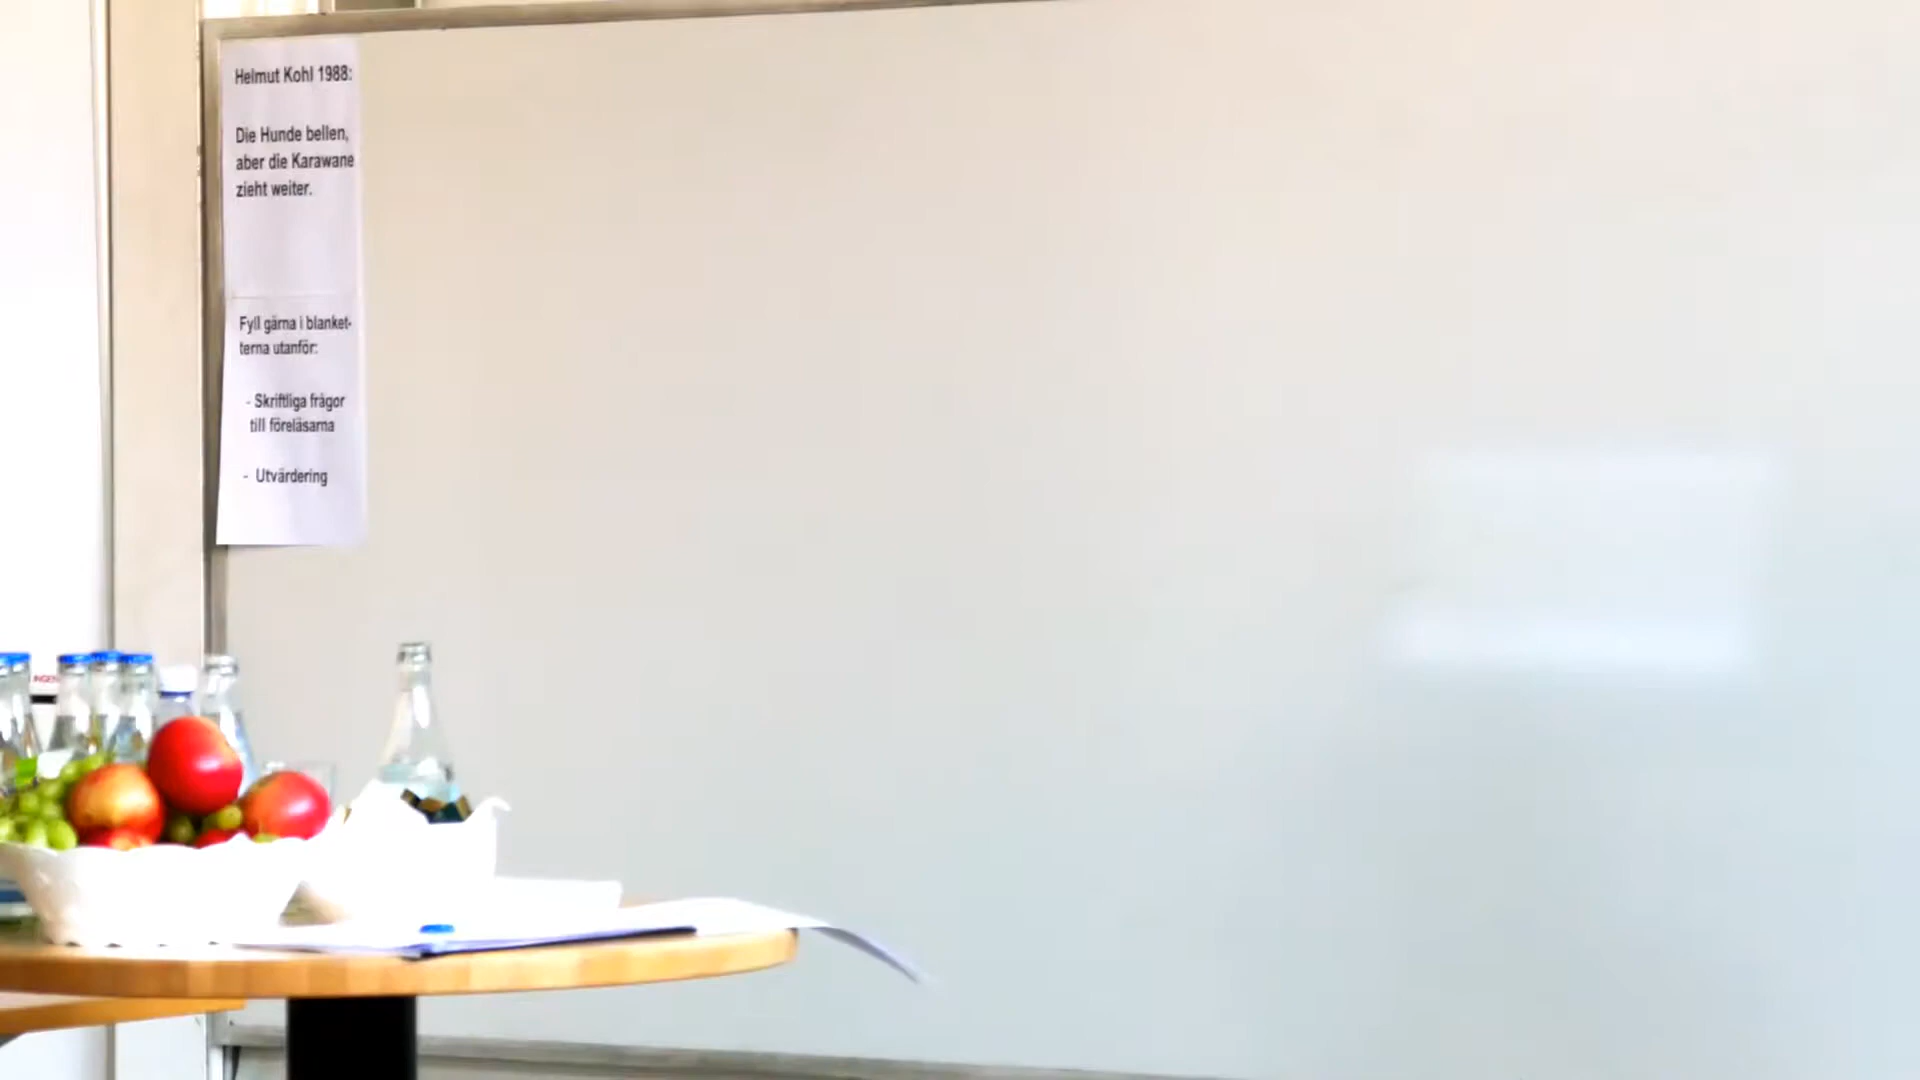 Helmut Kohl 1988:
Die Hunde bellen,
aber die Karawane
zieht weiter.
Fyll gärna i blanket-
terna utanför:
- Skriftliga frågor
till föreläsarna
- Utvärdering